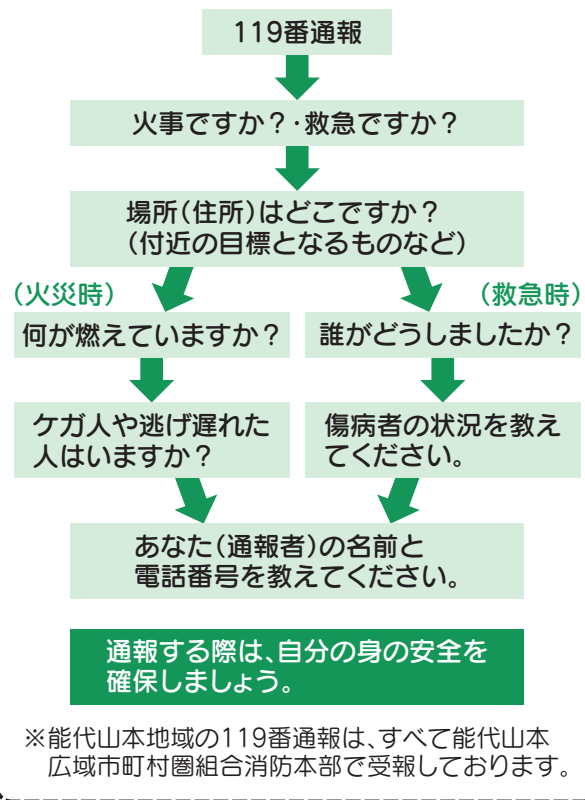 119番通報
火事ですか?・救急ですか?
場所(住所)はどこですか?
(付近の目標となるものなど)
(火災時)
(救急時)
何が燃えていますか?
誰がどうしましたか?
ケガ人や逃げ遅れた
人はいますか?
傷病者の状況を教え
てください。
あなた(通報者)の名前と
電話番号を教えてください。
通報する際は、自分の身の安全を
確保しましょう。
※能代山本地域の119番通報は、すべて能代山本
広域市町村圏組合消防本部で受報しております。